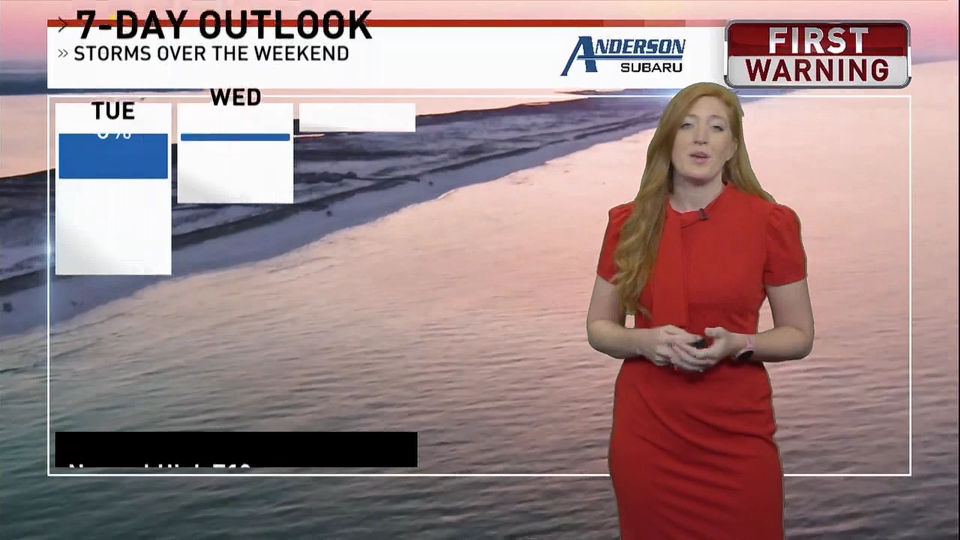 7-DAY OUTLOOK
» STORMS OVER THE WEEKEND
ANDERSON
SUBARU
FIRST
WARNING
TUE
WED